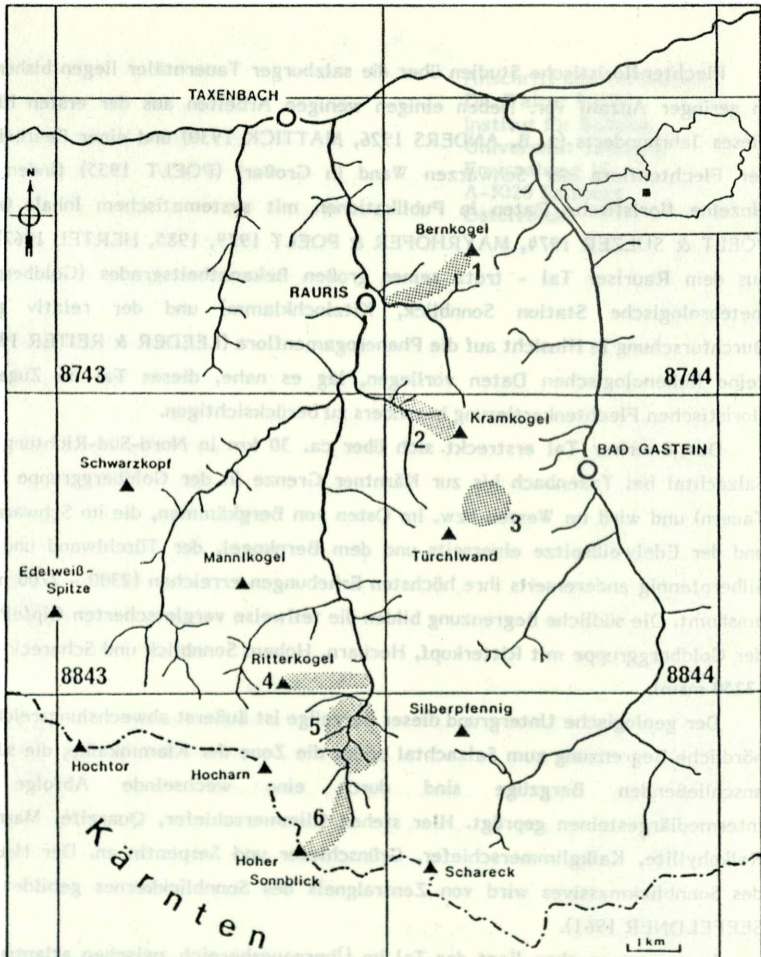 TAXENBACH
Bernkogel
1
RAURIS
8743
8744
2
Kramkogel
BAD GASTEIN
Schwarzkopf
3
Türchlwand
Mannlkogel
Edelweiß-
Spitze
Ritterkogel
4
8843
8844
Silberpfennig
5
Hochtor
Hocharn
6
Hoher
Sonnblick
Schareck
Kärnten
1 km